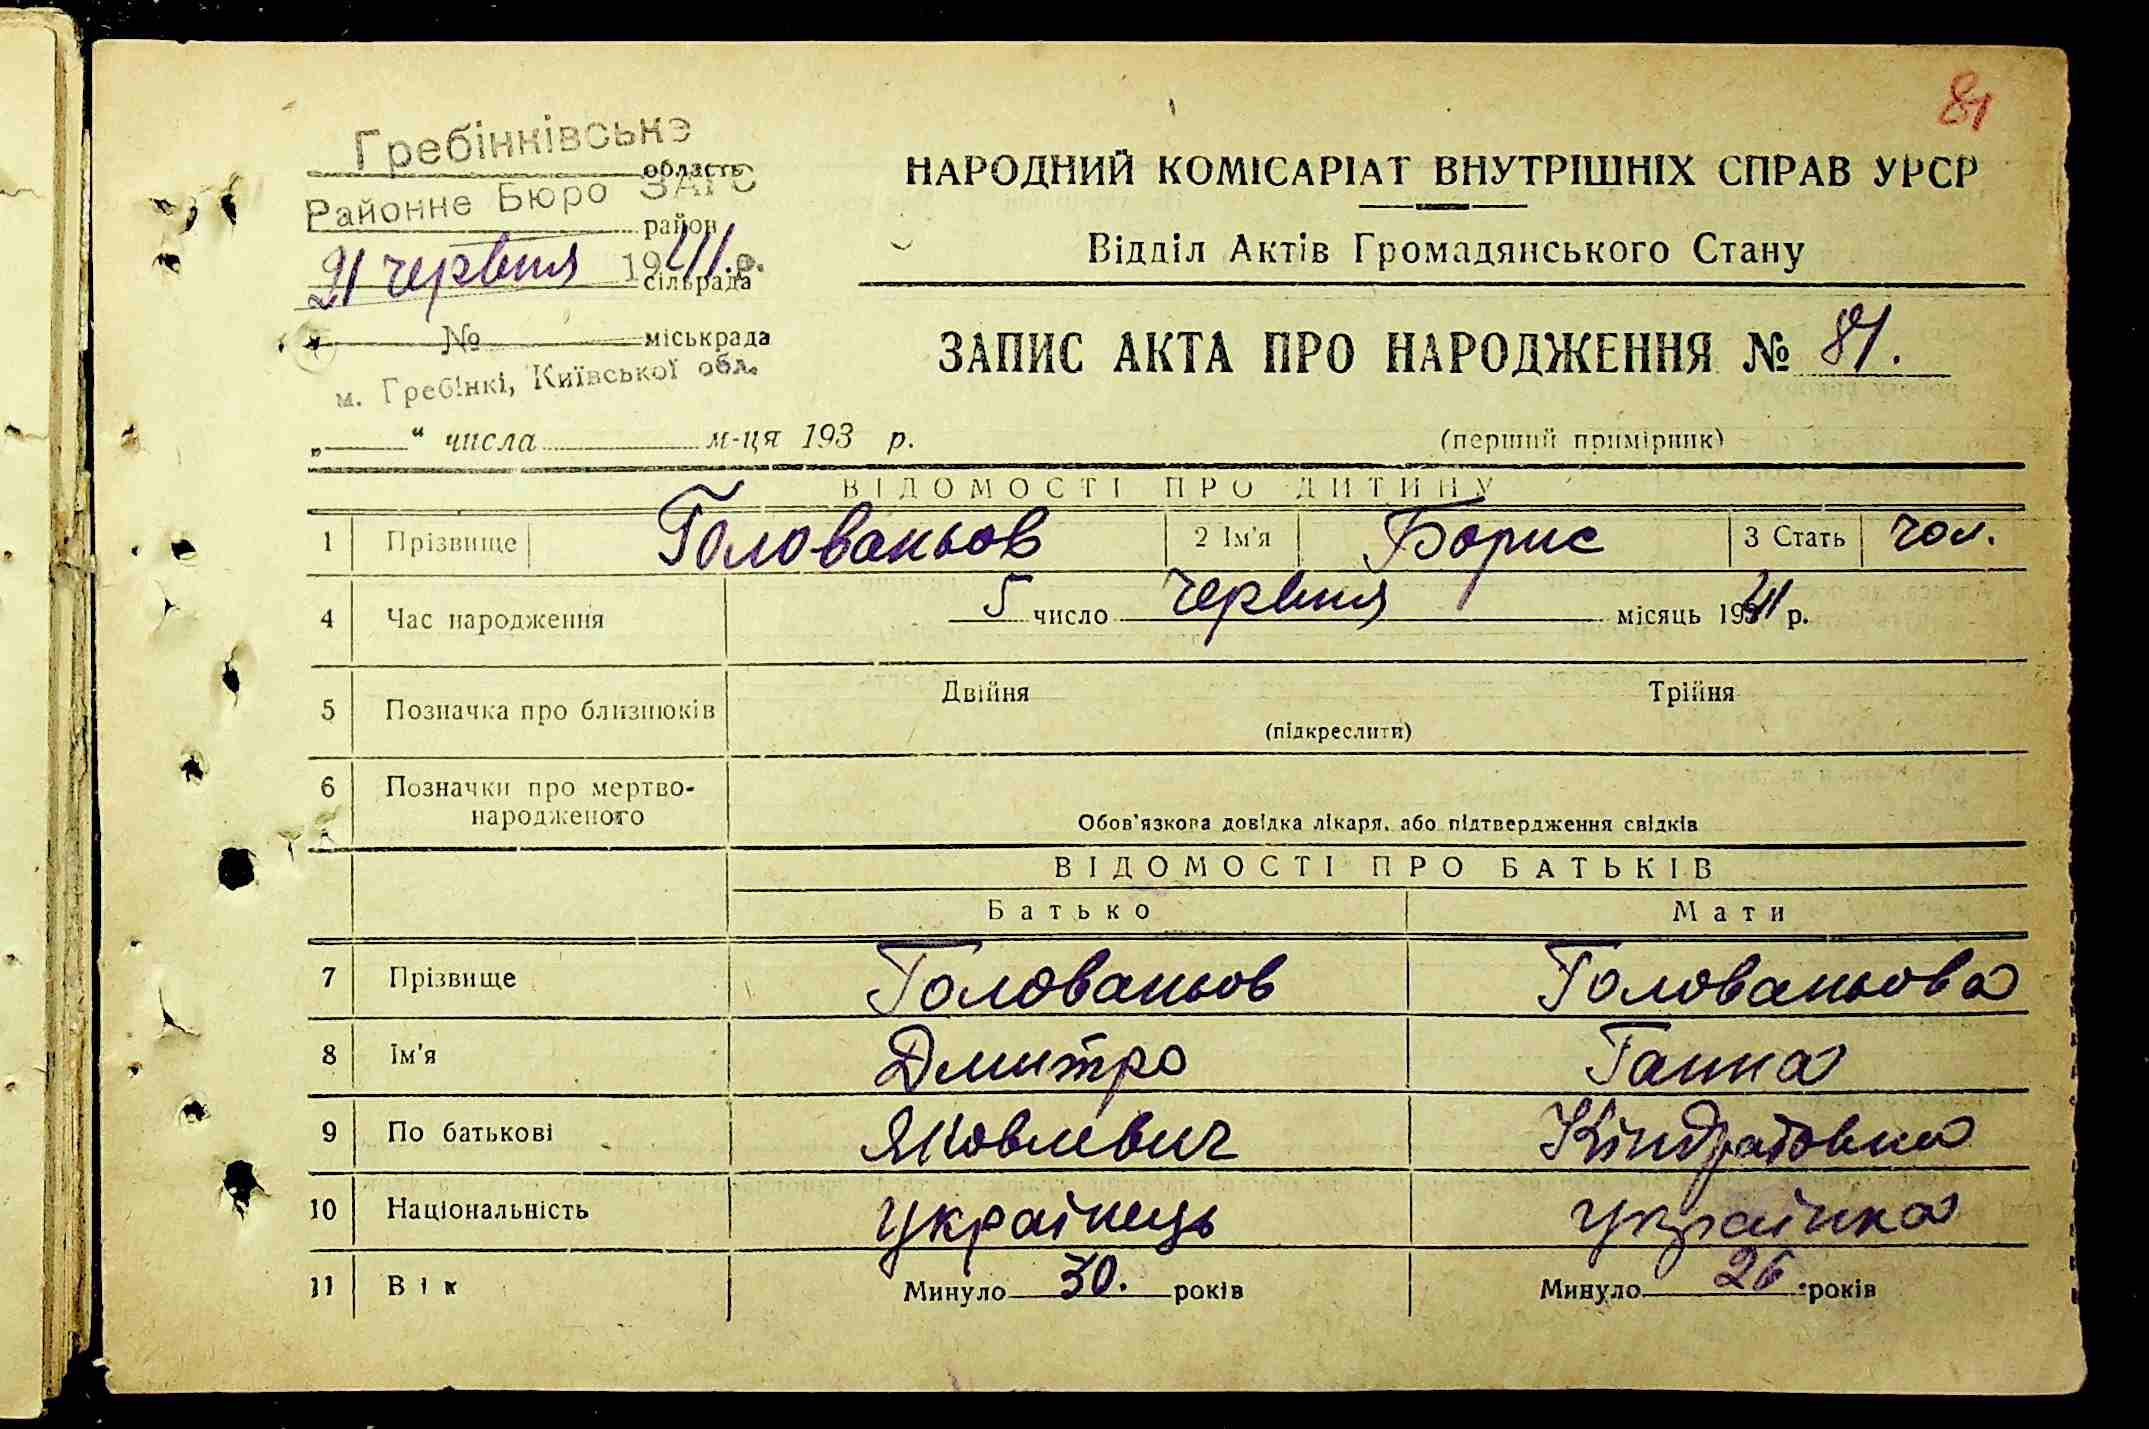 81
Гребінківське
область
Районне Бюро ЗАГС
район
21 червня 1941.р.
сільрада
№ міськрада
м. Гребінкі, Київської обл.
„ “ числа м-ця 193 р.
НАРОДНИЙ КОМІСАРІАТ ВНУТРІШНІХ СПРАВ УРСР
Відділ Актів Громадянського Стану
ЗАПИС АКТА ПРО НАРОДЖЕННЯ № 81.
(перший примірник)
ВІДОМОСТІ ПРО ДИТИНУ
1 Прізвище Голованьов 2 Ім'я Борис 3 Стать чол.
4 Час народження 5 число червня місяць 1941 р.
5 Позначка про близнюків Двійня Трійня
(підкреслити)
6 Позначки про мертво-
народженого
Обов'язкова довідка лікаря, або підтвердження свідків
ВІДОМОСТІ ПРО БАТЬКІВ
Батько Мати
7 Прізвище Голованьов Голованьова
8 Ім'я Дмитро Ганна
9 По батькові Яковлевич Кіндратовна
10 Національність українець українка
11 Вік Минуло 30. років Минуло 26 років